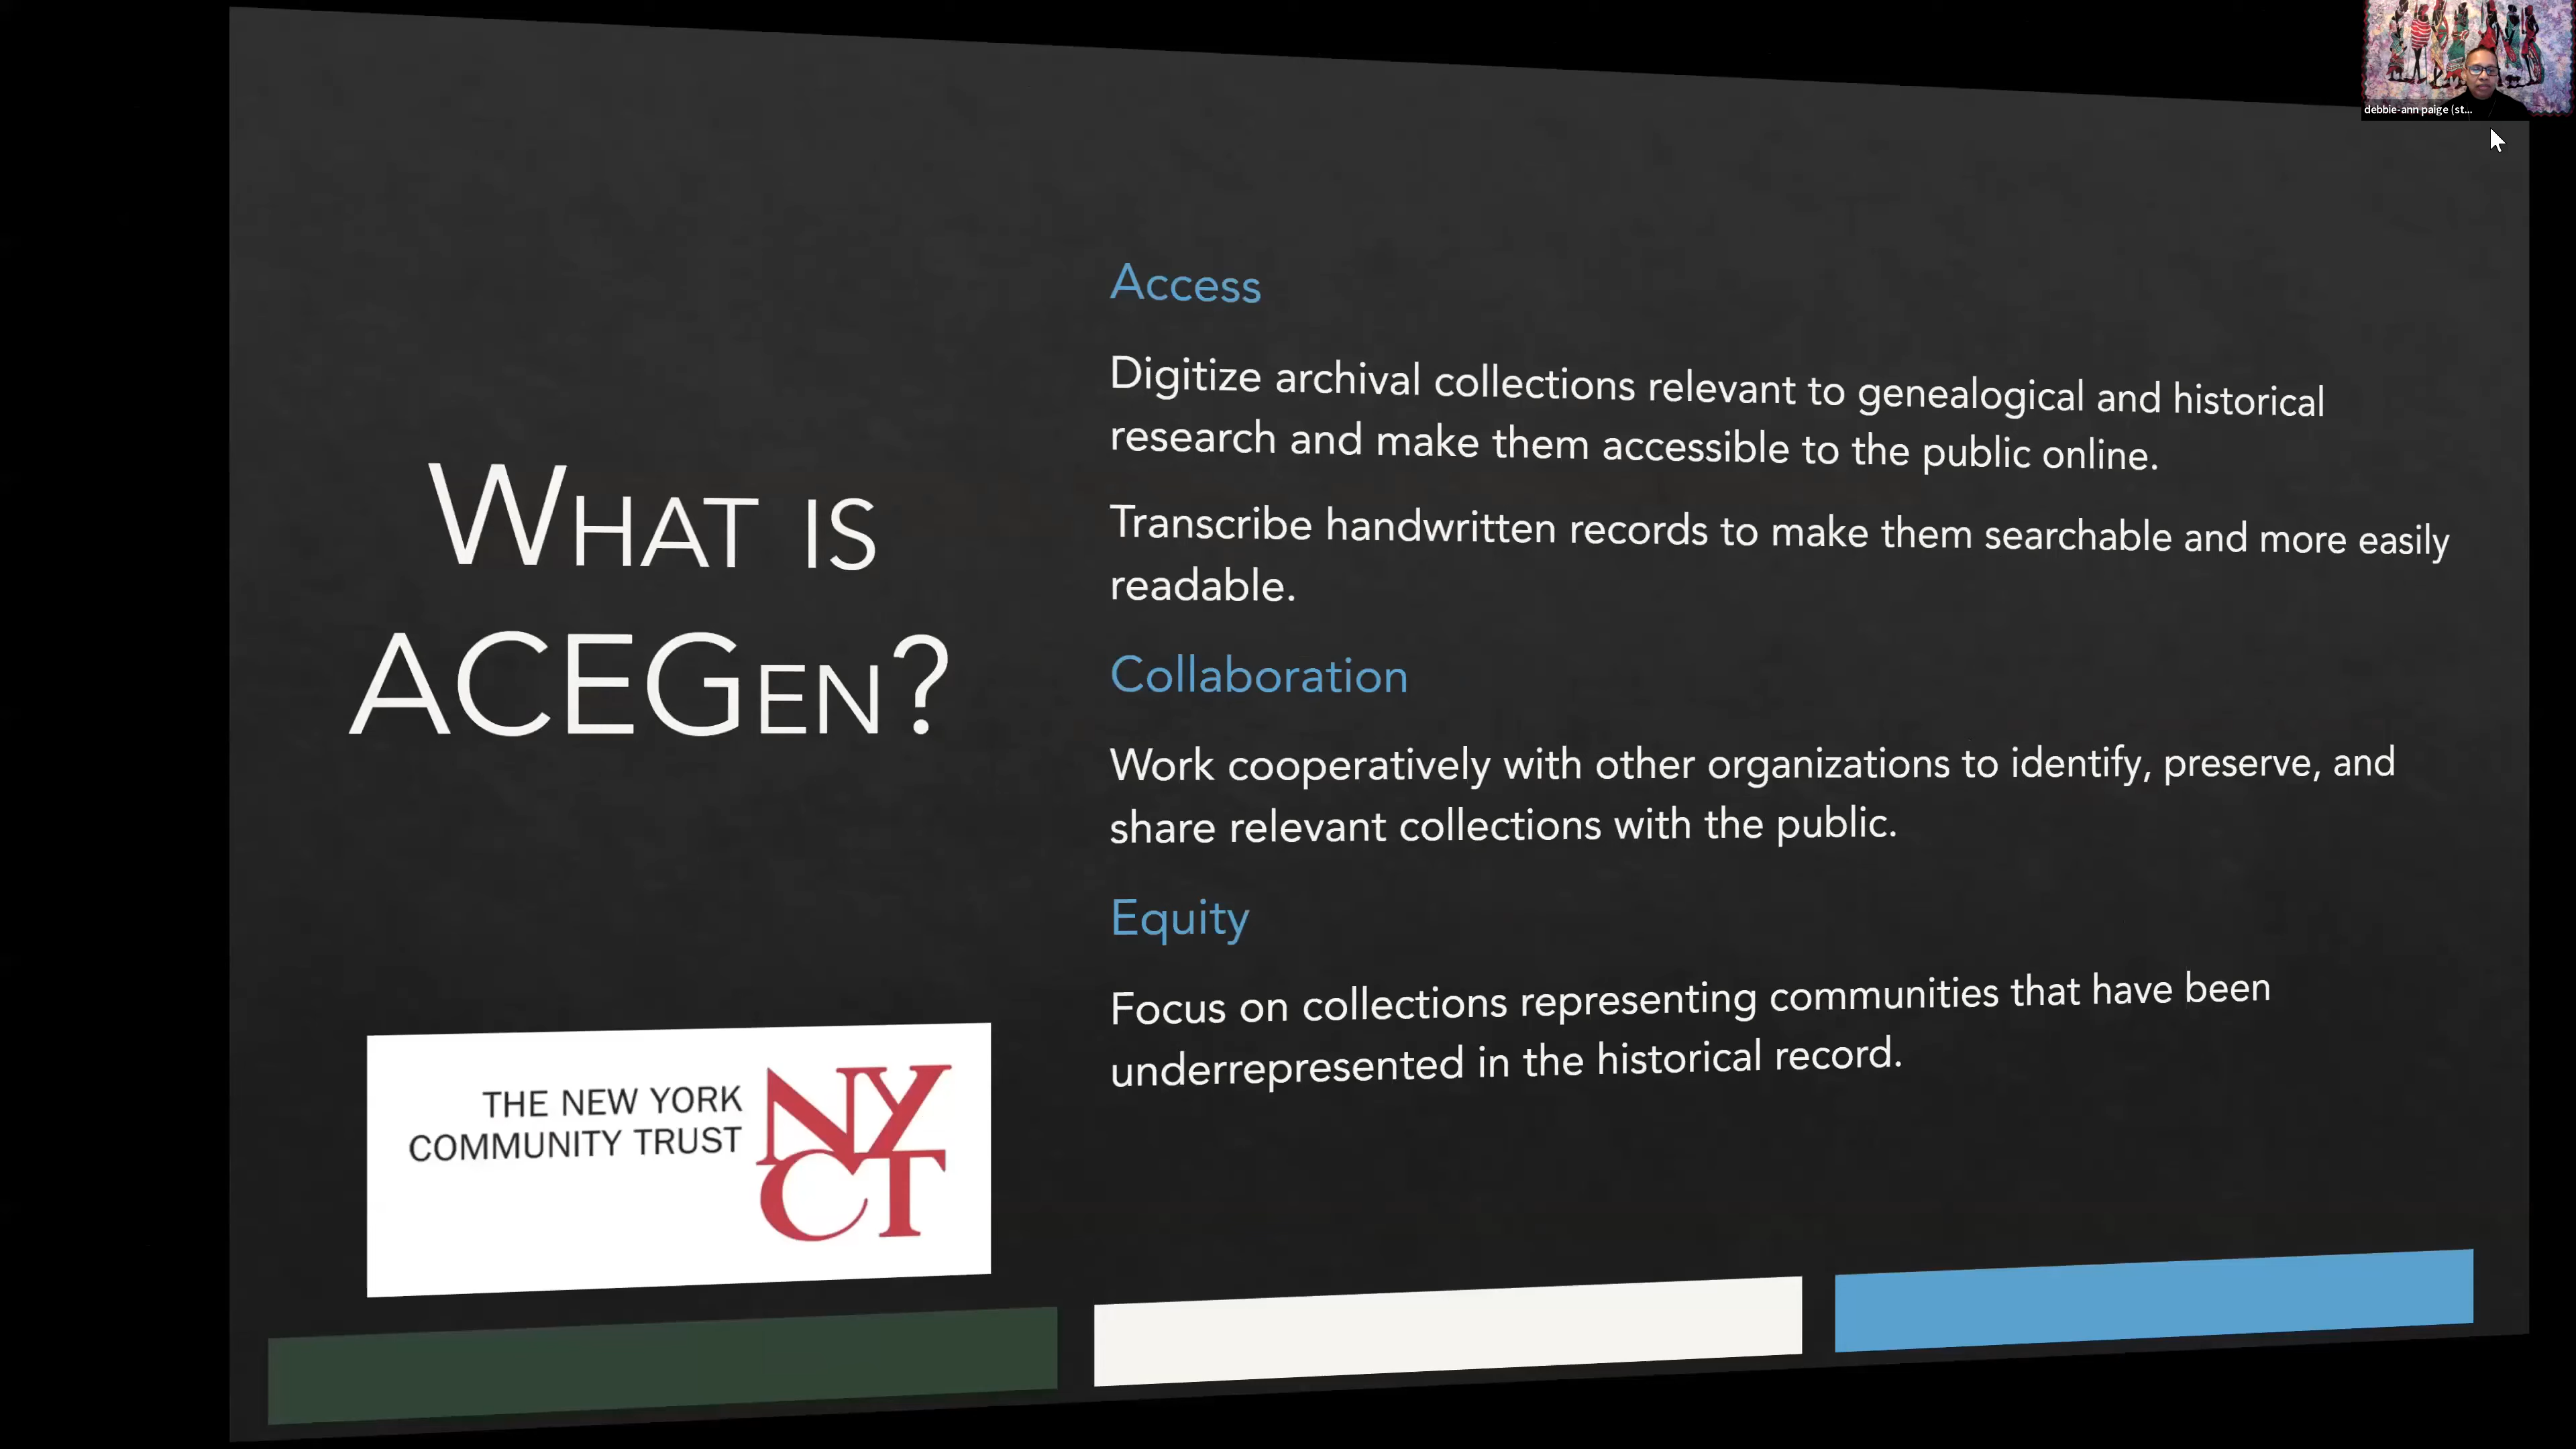 debbie-ann paige (st...
What is
ACEGen?
Access
Digitize archival collections relevant to genealogical and historical
research and make them accessible to the public online.
Transcribe handwritten records to make them searchable and more easily
readable.
Collaboration
Work cooperatively with other organizations to identify, preserve, and
share relevant collections with the public.
Equity
Focus on collections representing communities that have been
underrepresented in the historical record.
THE NEW YORK
COMMUNITY TRUST
NY
CT